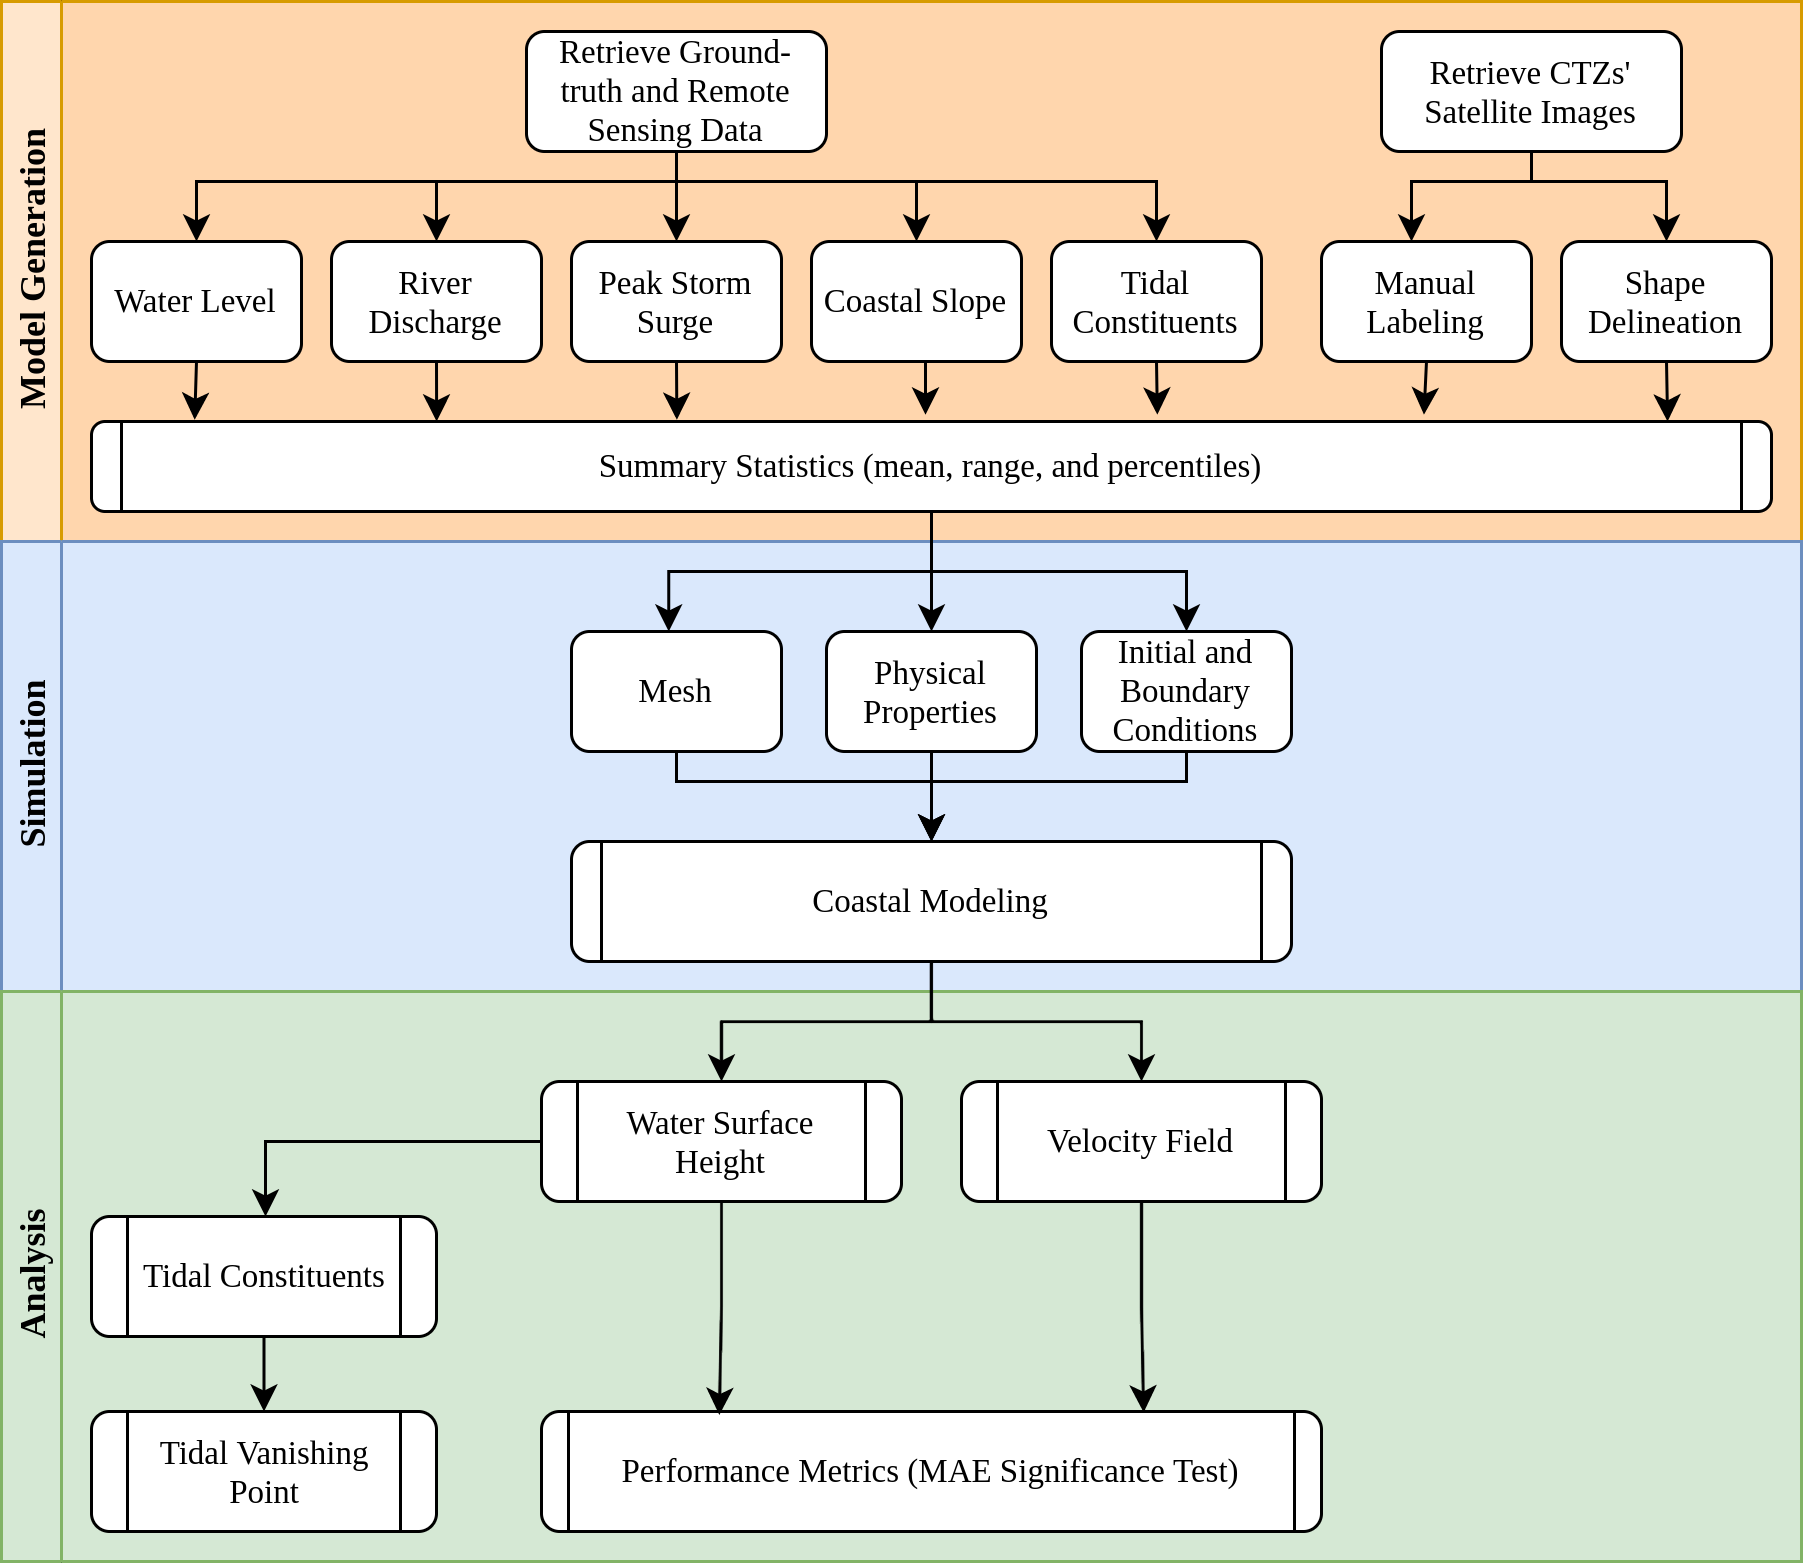 Model Generation
Retrieve Ground-
truth and Remote
Sensing Data
Retrieve CTZs'
Satellite Images
Water Level
River
Discharge
Peak Storm
Surge
Coastal Slope
Tidal
Constituents
Manual
Labeling
Shape
Delineation
Summary Statistics (mean, range, and percentiles)
Simulation
Mesh
Physical
Properties
Initial and
Boundary
Conditions
Coastal Modeling
Analysis
Water Surface
Height
Velocity Field
Tidal Constituents
Tidal Vanishing
Point
Performance Metrics (MAE Significance Test)